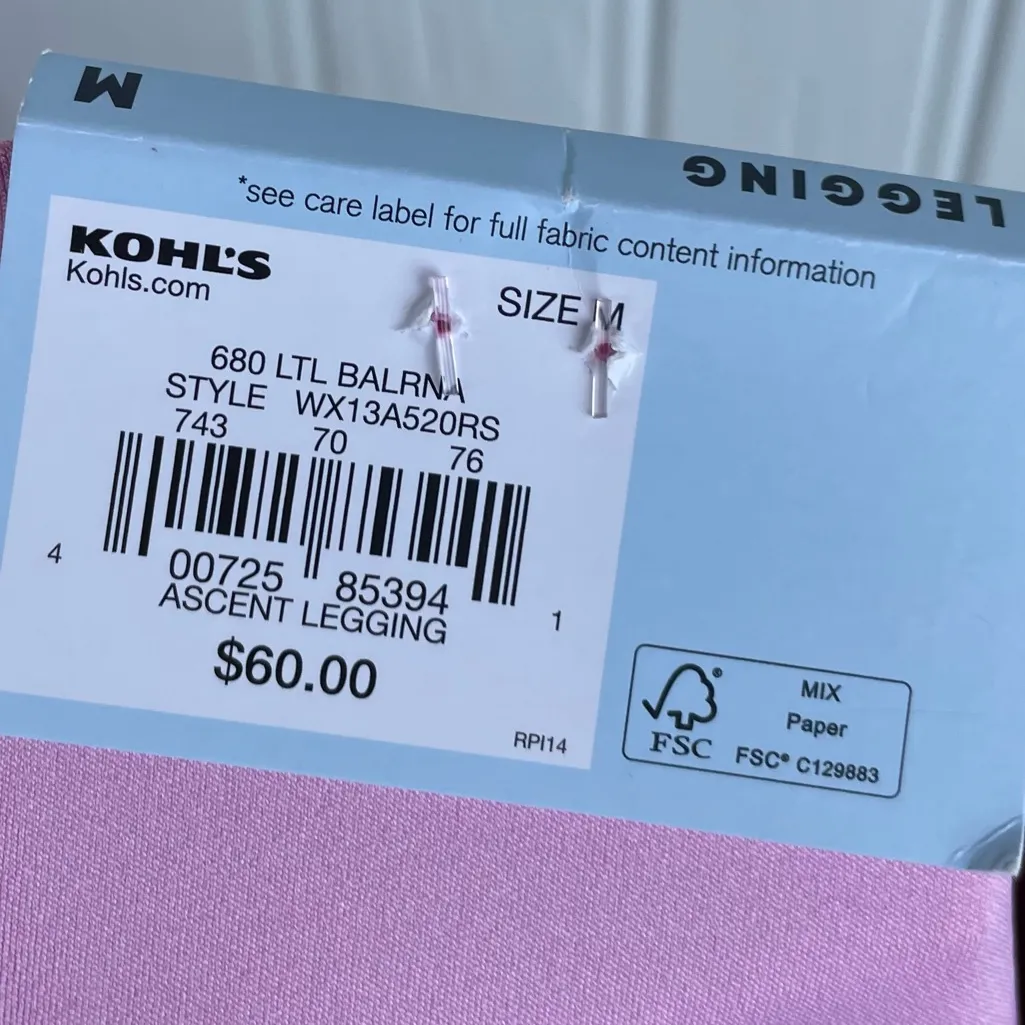 M
LEGGING
*see care label for full fabric content information
KOHL'S
Kohls.com
SIZE M
680 LTL BALRNA
STYLE WX13A520RS
743 70 76
4 00725 85394 1
ASCENT LEGGING
$60.00
RPI14
MIX
Paper
FSC
FSC® C129883